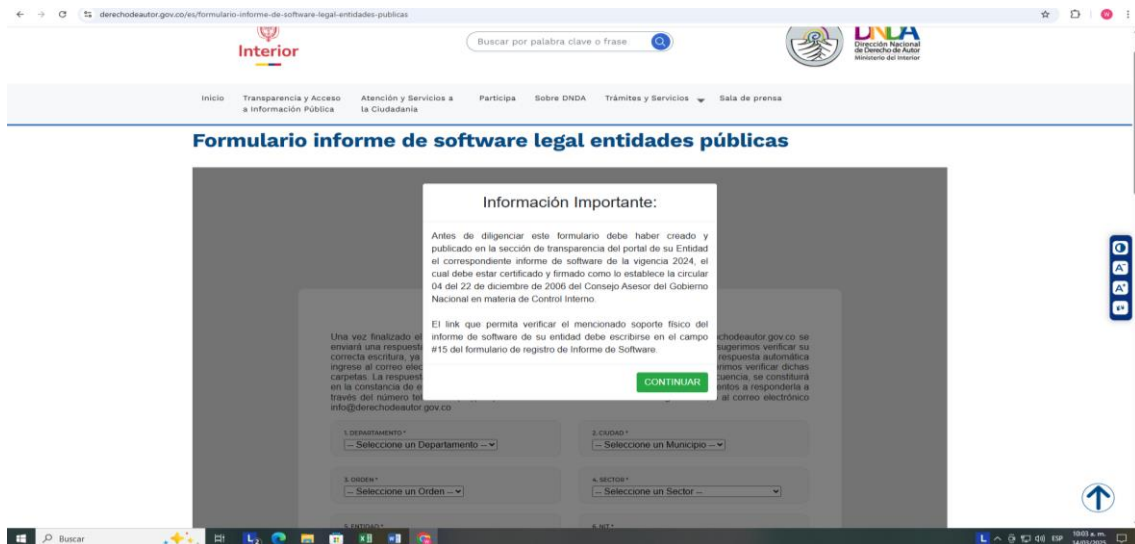 derechodeautor.gov.co/es/formulario-informe-de-software-legal-entidades-publicas
Interior
Buscar por palabra clave o frase
DNDA
Dirección Nacional
de Derecho de Autor
Ministerio del Interior
Inicio
Transparencia y Acceso
a Información Pública
Atención y Servicios a
la Ciudadanía
Participa
Sobre DNDA
Trámites y Servicios
Sala de prensa
Formulario informe de software legal entidades públicas
Información Importante:
Antes de diligenciar este formulario debe haber creado y
publicado en la sección de transparencia del portal de su Entidad
el correspondiente informe de software de la vigencia 2024, el
cual debe estar certificado y firmado como lo establece la circular
04 del 22 de diciembre de 2006 del Consejo Asesor del Gobierno
Nacional en materia de Control Interno.
El link que permita verificar el mencionado soporte físico del
informe de software de su entidad debe escribirse en el campo
#15 del formulario de registro de Informe de Software.
CONTINUAR
Una vez finalizado el
enviará una respuest
correcta escritura, ya
ingrese al correo elec
carpetas. La respuest
en la constancia de e
través del número te
info@derechodeautor.gov.co
chodeautor.gov.co se
sugerimos verificar su
respuesta automática
rimos verificar dichas
cuencia, se constituirá
entos a responderla a
al correo electrónico
1. DEPARTAMENTO *
-- Seleccione un Departamento --
2. CIUDAD *
-- Seleccione un Municipio --
3. ORDEN *
-- Seleccione un Orden --
4. SECTOR *
-- Seleccione un Sector --
5. ENTIDAD *
6. NIT *
A-
A+
Buscar
ESP
10:03 a. m.
14/03/2025